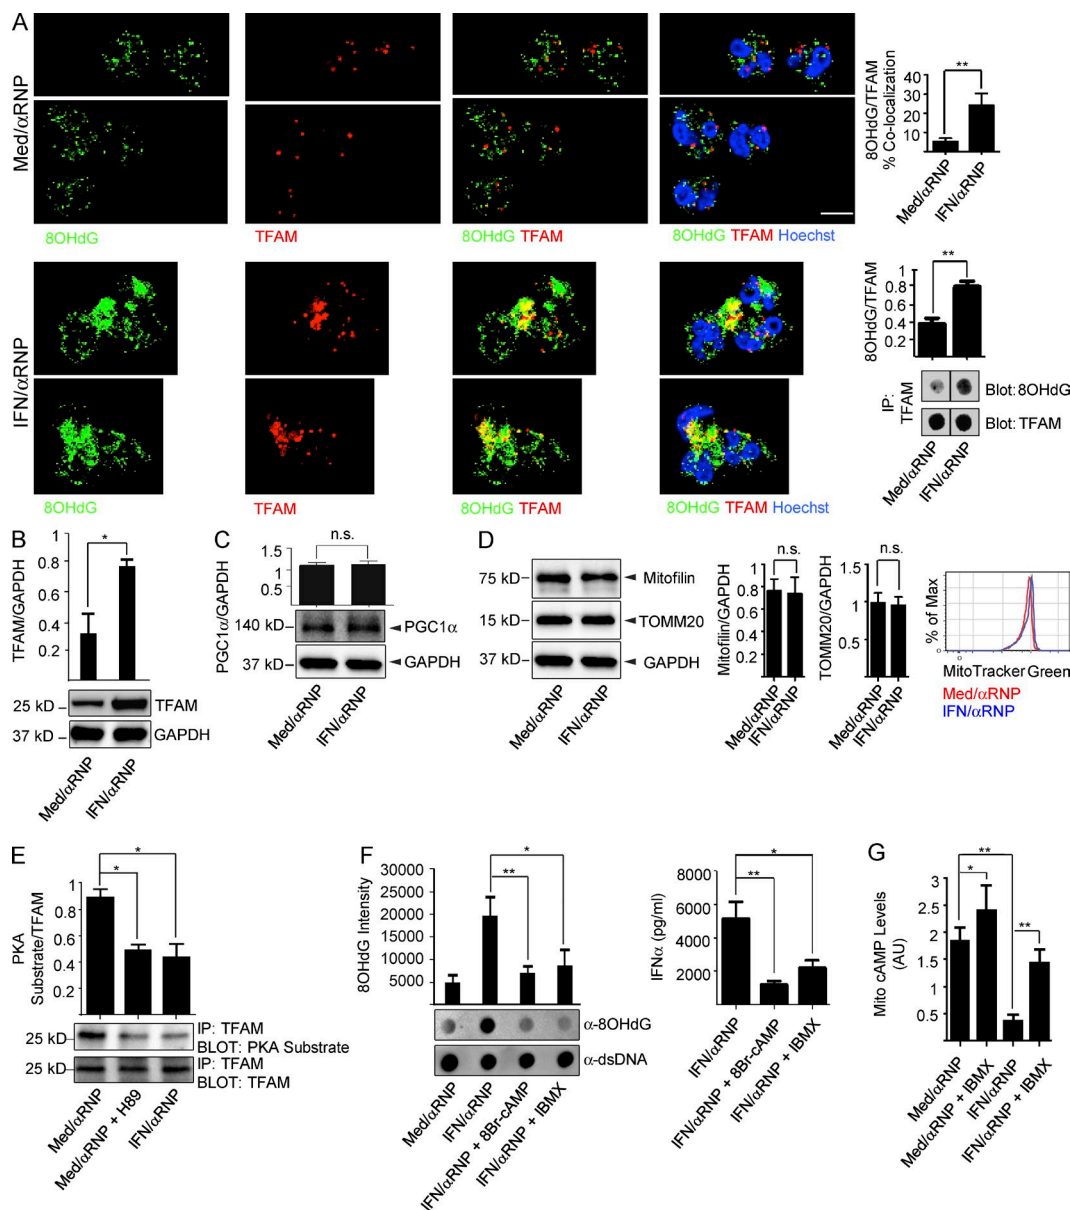 A
Med/αRNP
8OHdG
TFAM
8OHdG TFAM
8OHdG TFAM Hoechst
8OHdG/TFAM
% Co-localization
40
30
20
10
**
Med/αRNP
IFN/αRNP
IFN/αRNP
8OHdG
TFAM
8OHdG TFAM
8OHdG TFAM Hoechst
8OHdG/TFAM
1
0.8
0.6
0.4
0.2
**
IP:
TFAM
Blot: 8OHdG
Blot: TFAM
Med/αRNP
IFN/αRNP
B
TFAM/GAPDH
1
0.8
0.6
0.4
0.2
*
25 kD
TFAM
37 kD
GAPDH
Med/αRNP
IFN/αRNP
C
PGC1α/GAPDH
1.5
1
0.5
n.s.
140 kD
PGC1α
37 kD
GAPDH
Med/αRNP
IFN/αRNP
D
75 kD
Mitofilin
15 kD
TOMM20
37 kD
GAPDH
Med/αRNP
IFN/αRNP
Mitofilin/GAPDH
0.8
0.6
0.4
0.2
n.s.
Med/αRNP
IFN/αRNP
TOMM20/GAPDH
1.5
1
0.5
n.s.
Med/αRNP
IFN/αRNP
% of Max
0
MitoTracker Green
Med/αRNP
IFN/αRNP
E
PKA
Substrate/TFAM
1
0.8
0.6
0.4
0.2
*
*
25 kD
IP: TFAM
BLOT: PKA Substrate
25 kD
IP: TFAM
BLOT: TFAM
Med/αRNP
Med/αRNP + H89
IFN/αRNP
F
8OHdG Intensity
30000
25000
20000
15000
10000
5000
*
**
α-8OHdG
α-dsDNA
Med/αRNP
IFN/αRNP
IFN/αRNP + 8Br-cAMP
IFN/αRNP + IBMX
IFNα (pg/ml)
8000
6000
4000
2000
*
**
IFN/αRNP
IFN/αRNP + 8Br-cAMP
IFN/αRNP + IBMX
G
Mito cAMP Levels
(AU)
3
2.5
2
1.5
1
0.5
**
*
**
Med/αRNP
Med/αRNP + IBMX
IFN/αRNP
IFN/αRNP + IBMX